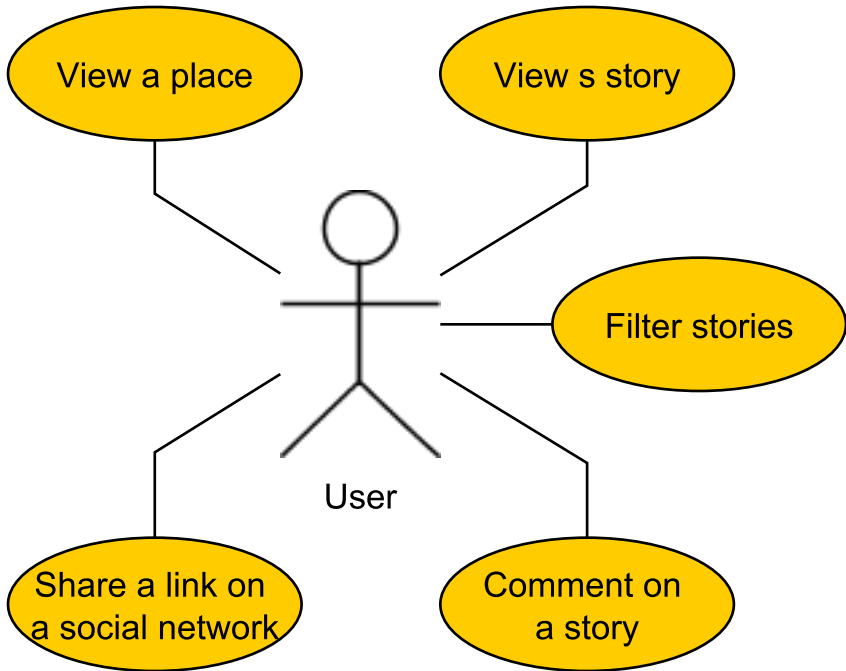 View a place
View s story
Filter stories
User
Share a link on
a social network
Comment on
a story